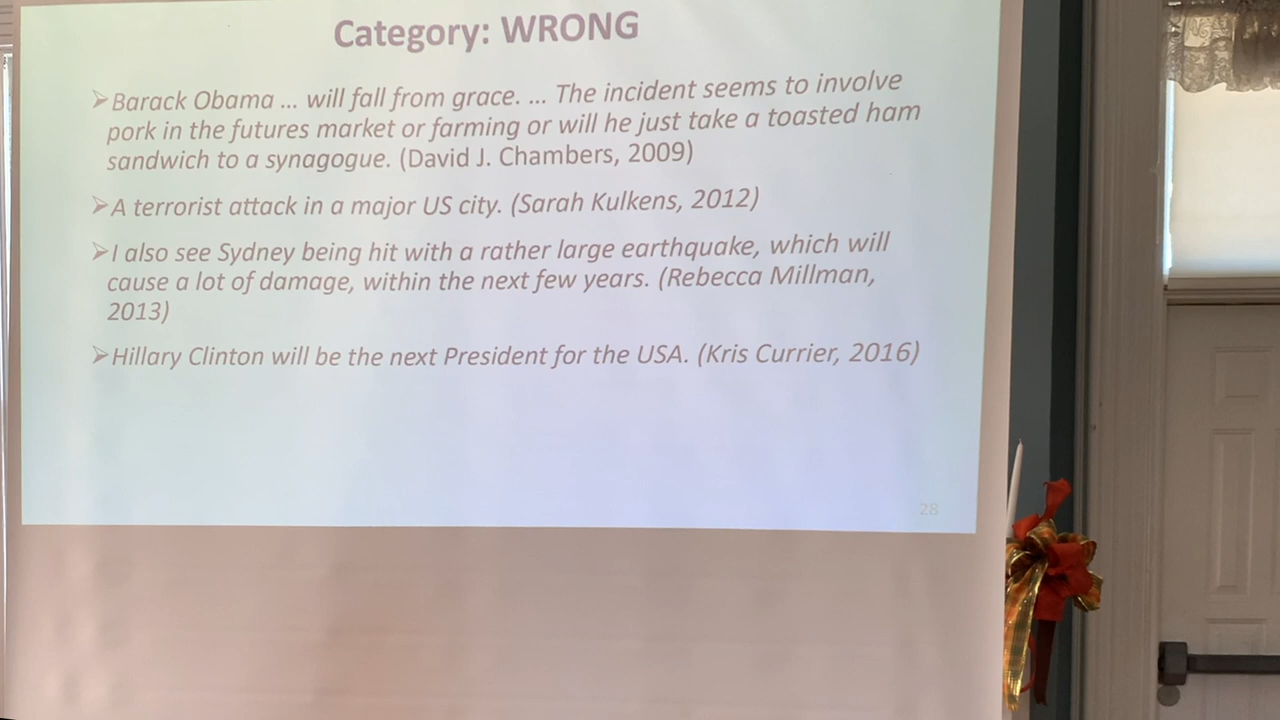 Category: WRONG
➢Barack Obama ... will fall from grace. ... The incident seems to involve
pork in the futures market or farming or will he just take a toasted ham
sandwich to a synagogue. (David J. Chambers, 2009)
➢A terrorist attack in a major US city. (Sarah Kulkens, 2012)
➢I also see Sydney being hit with a rather large earthquake, which will
cause a lot of damage, within the next few years. (Rebecca Millman,
2013)
➢Hillary Clinton will be the next President for the USA. (Kris Currier, 2016)
28